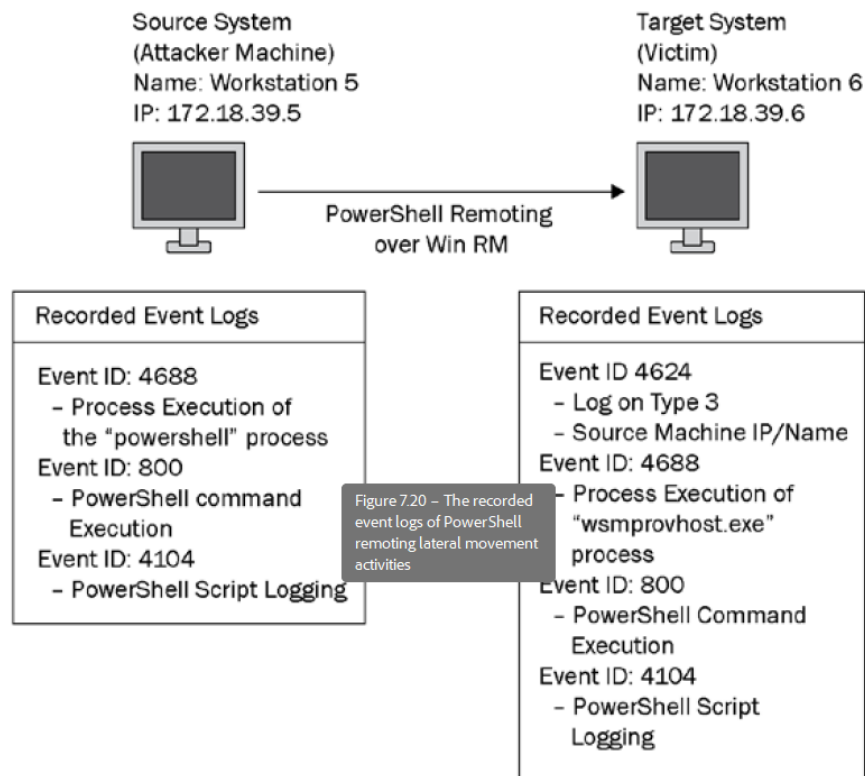 Source System
(Attacker Machine)
Name: Workstation 5
IP: 172.18.39.5
Target System
(Victim)
Name: Workstation 6
IP: 172.18.39.6
PowerShell Remoting
over Win RM
Recorded Event Logs
Event ID: 4688
– Process Execution of
the “powershell” process
Event ID: 800
– PowerShell command
Execution
Event ID: 4104
– PowerShell Script Logging
Figure 7.20 – The recorded
event logs of PowerShell
remoting lateral movement
activities
Recorded Event Logs
Event ID 4624
– Log on Type 3
– Source Machine IP/Name
Event ID: 4688
– Process Execution of
“wsmprovhost.exe”
process
Event ID: 800
– PowerShell Command
Execution
Event ID: 4104
– PowerShell Script
Logging